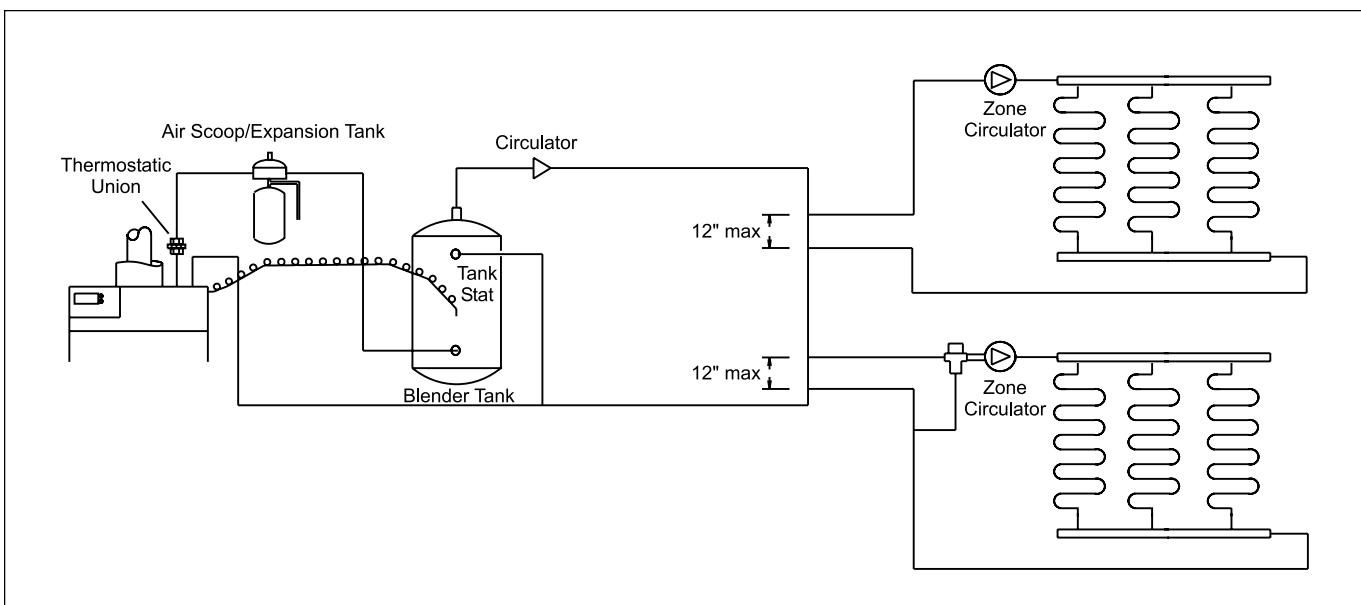 Air Scoop/Expansion Tank
Thermostatic
Union
Circulator
Tank
Stat
Blender Tank
12" max
Zone
Circulator
12" max
Zone
Circulator